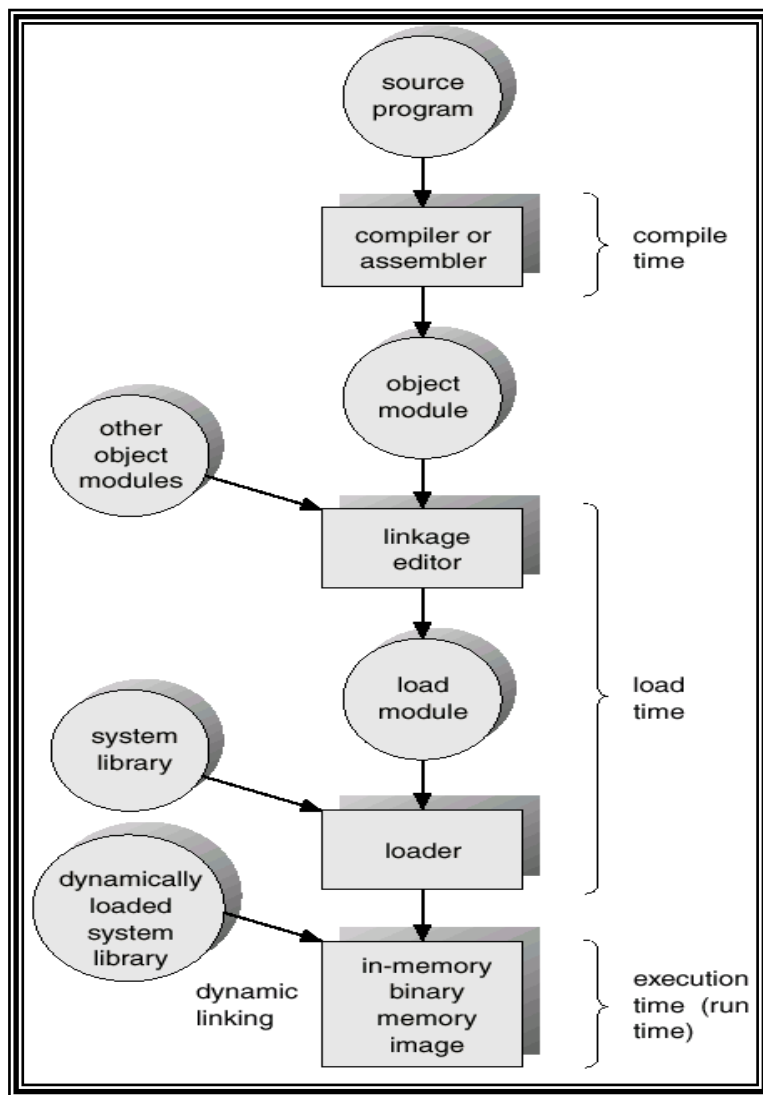 source
program
compiler or
assembler
compile
time
object
module
other
object
modules
linkage
editor
load
module
load
time
system
library
loader
dynamically
loaded
system
library
dynamic
linking
in-memory
binary
memory
image
execution
time (run
time)